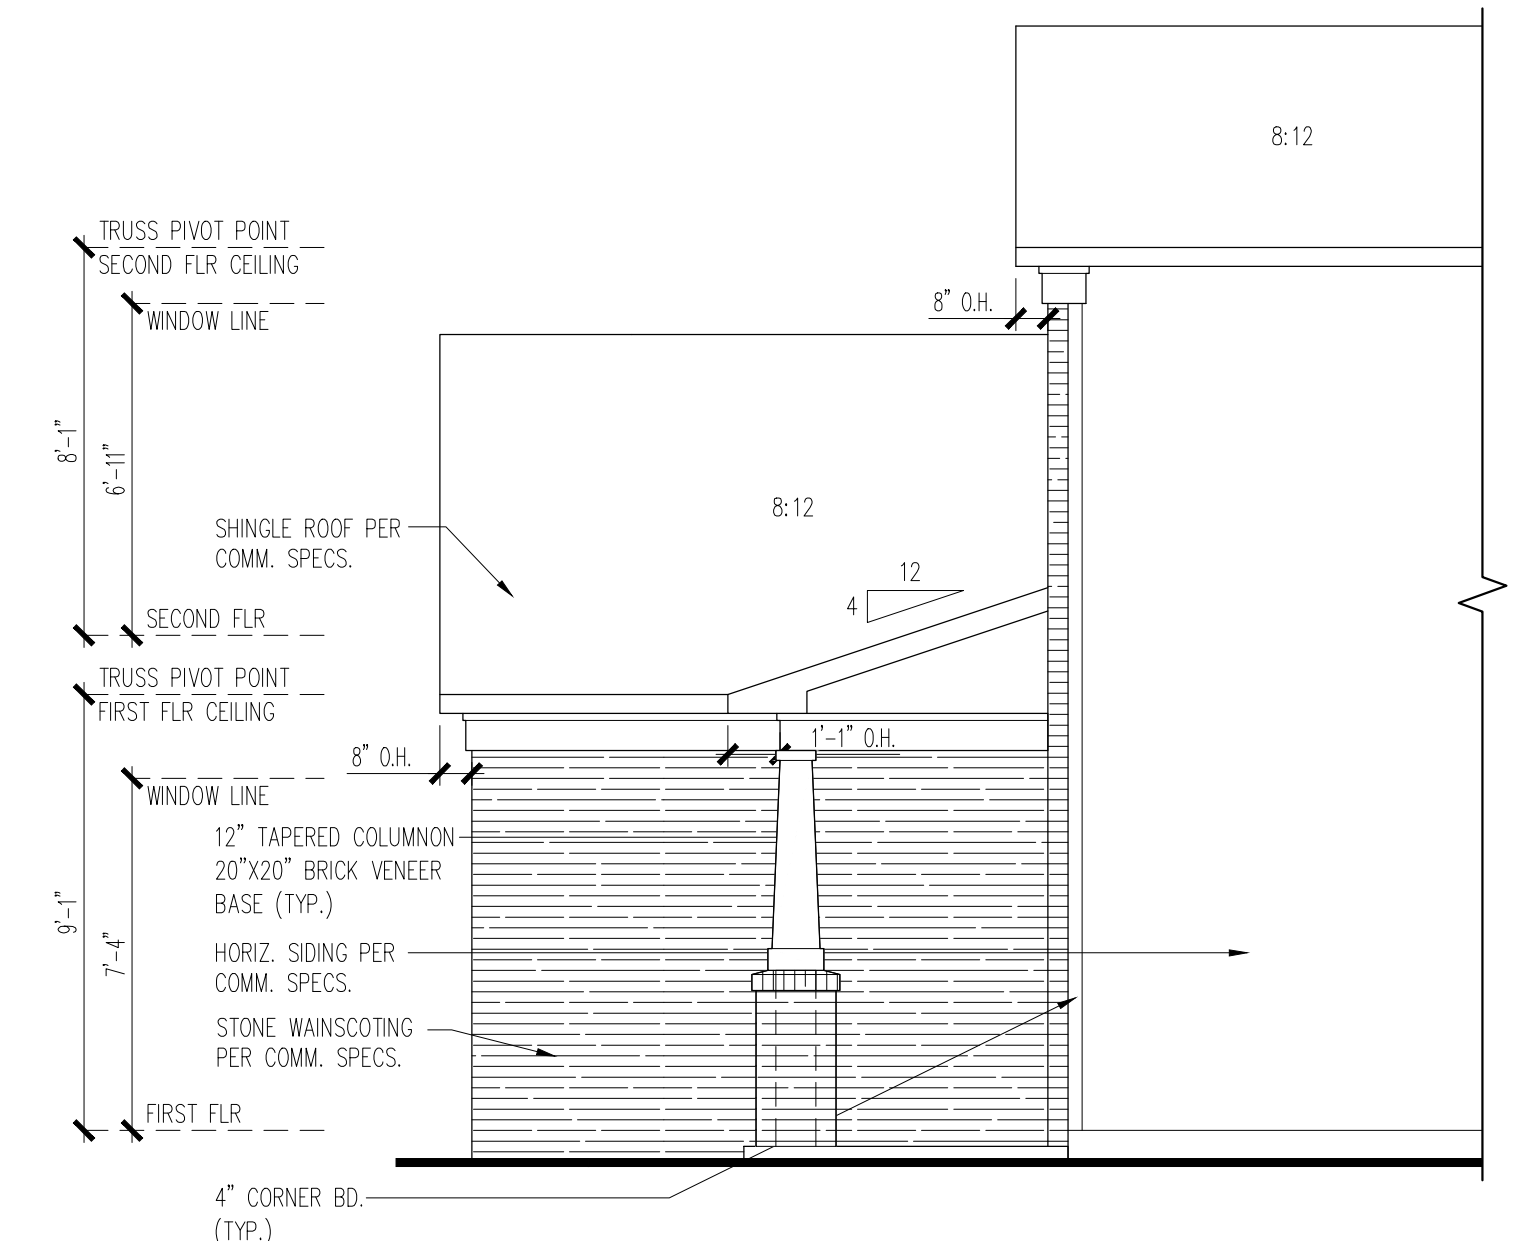 8:12
TRUSS PIVOT POINT
SECOND FLR CEILING
8" O.H.
WINDOW LINE
8'-1"
6'-11"
8:12
SHINGLE ROOF PER
COMM. SPECS.
12
4
SECOND FLR
TRUSS PIVOT POINT
FIRST FLR CEILING
1'-1" O.H.
8" O.H.
WINDOW LINE
12" TAPERED COLUMNON
20"X20" BRICK VENEER
BASE (TYP.)
9'-1"
7'-4"
HORIZ. SIDING PER
COMM. SPECS.
STONE WAINSCOTING
PER COMM. SPECS.
FIRST FLR
4" CORNER BD.
(TYP.)